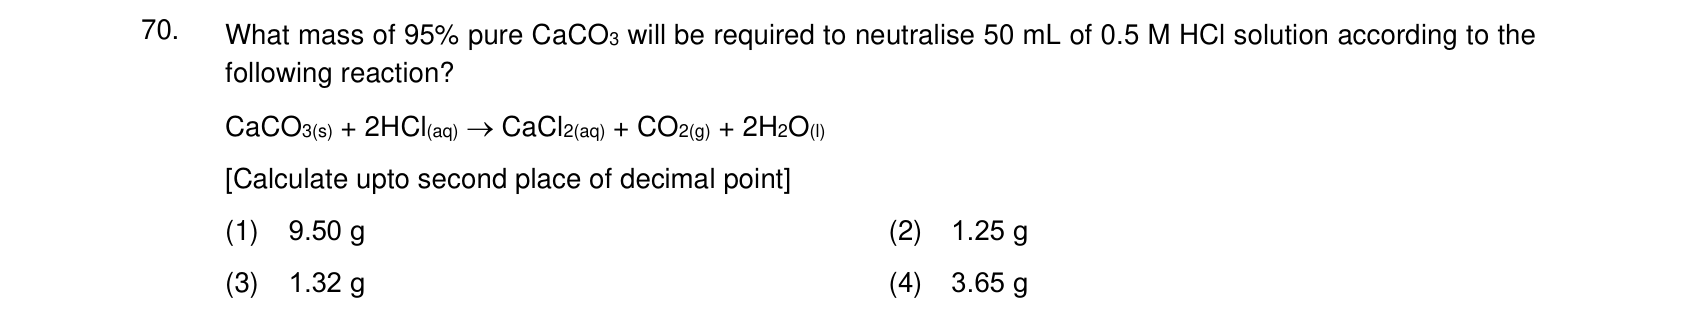 70. What mass of 95% pure CaCO3 will be required to neutralise 50 mL of 0.5 M HCl solution according to the
following reaction?
CaCO3(s) + 2HCl(aq) → CaCl2(aq) + CO2(g) + 2H2O(l)
[Calculate upto second place of decimal point]
(1) 9.50 g (2) 1.25 g
(3) 1.32 g (4) 3.65 g